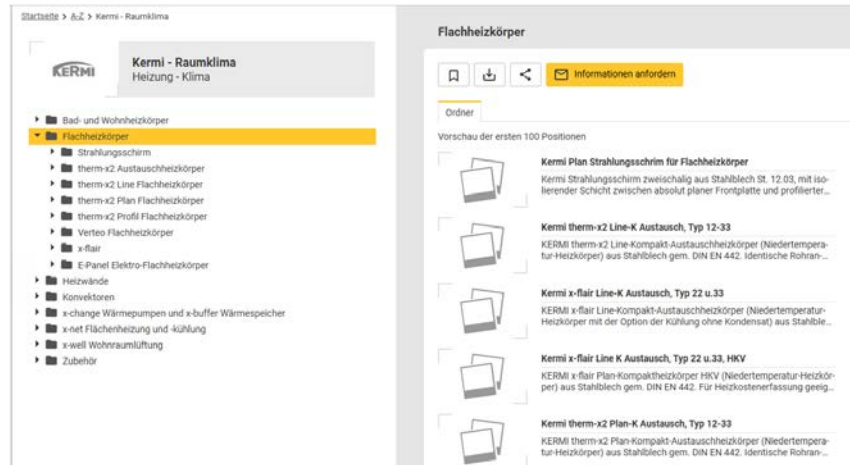 Startseite > A-Z > Kermi - Raumklima
KERMI
Kermi - Raumklima
Heizung - Klima
Bad- und Wohnheizkörper
Flachheizkörper
Strahlungsschirm
therm-x2 Austauschheizkörper
therm-x2 Line Flachheizkörper
therm-x2 Plan Flachheizkörper
therm-x2 Profil Flachheizkörper
Verteo Flachheizkörper
x-flair
E-Panel Elektro-Flachheizkörper
Heizwände
Konvektoren
x-change Wärmepumpen und x-buffer Wärmespeicher
x-net Flächenheizung und -kühlung
x-well Wohnraumlüftung
Zubehör
Flachheizkörper
Informationen anfordern
Ordner
Vorschau der ersten 100 Positionen
Kermi Plan Strahlungsschrim für Flachheizkörper
Kermi Strahlungsschirm zweischalig aus Stahlblech St. 12.03, mit iso-
lierender Schicht zwischen absolut planer Frontplatte und profilierter...
Kermi therm-x2 Line-K Austausch, Typ 12-33
KERMI therm-x2 Line-Kompakt-Austauschheizkörper (Niedertempera-
tur-Heizkörper) aus Stahlblech gem. DIN EN 442. Identische Rohran-...
Kermi x-flair Line-K Austausch, Typ 22 u.33
KERMI x-flair Line-Kompakt-Austauschheizkörper (Niedertemperatur-
Heizkörper mit der Option der Kühlung ohne Kondensat) aus Stahlble...
Kermi x-flair Line K Austausch, Typ 22 u.33, HKV
KERMI x-flair Plan-Kompaktheizkörper HKV (Niedertemperatur-Heizkör-
per) aus Stahlblech gem. DIN EN 442. Für Heizkostenerfassung geeig...
Kermi therm-x2 Plan-K Austausch, Typ 12-33
KERMI therm-x2 Plan-Kompakt-Austauschheizkörper (Niedertempera-
tur-Heizkörper) aus Stahlblech gem. DIN EN 442. Identische Rohran-...